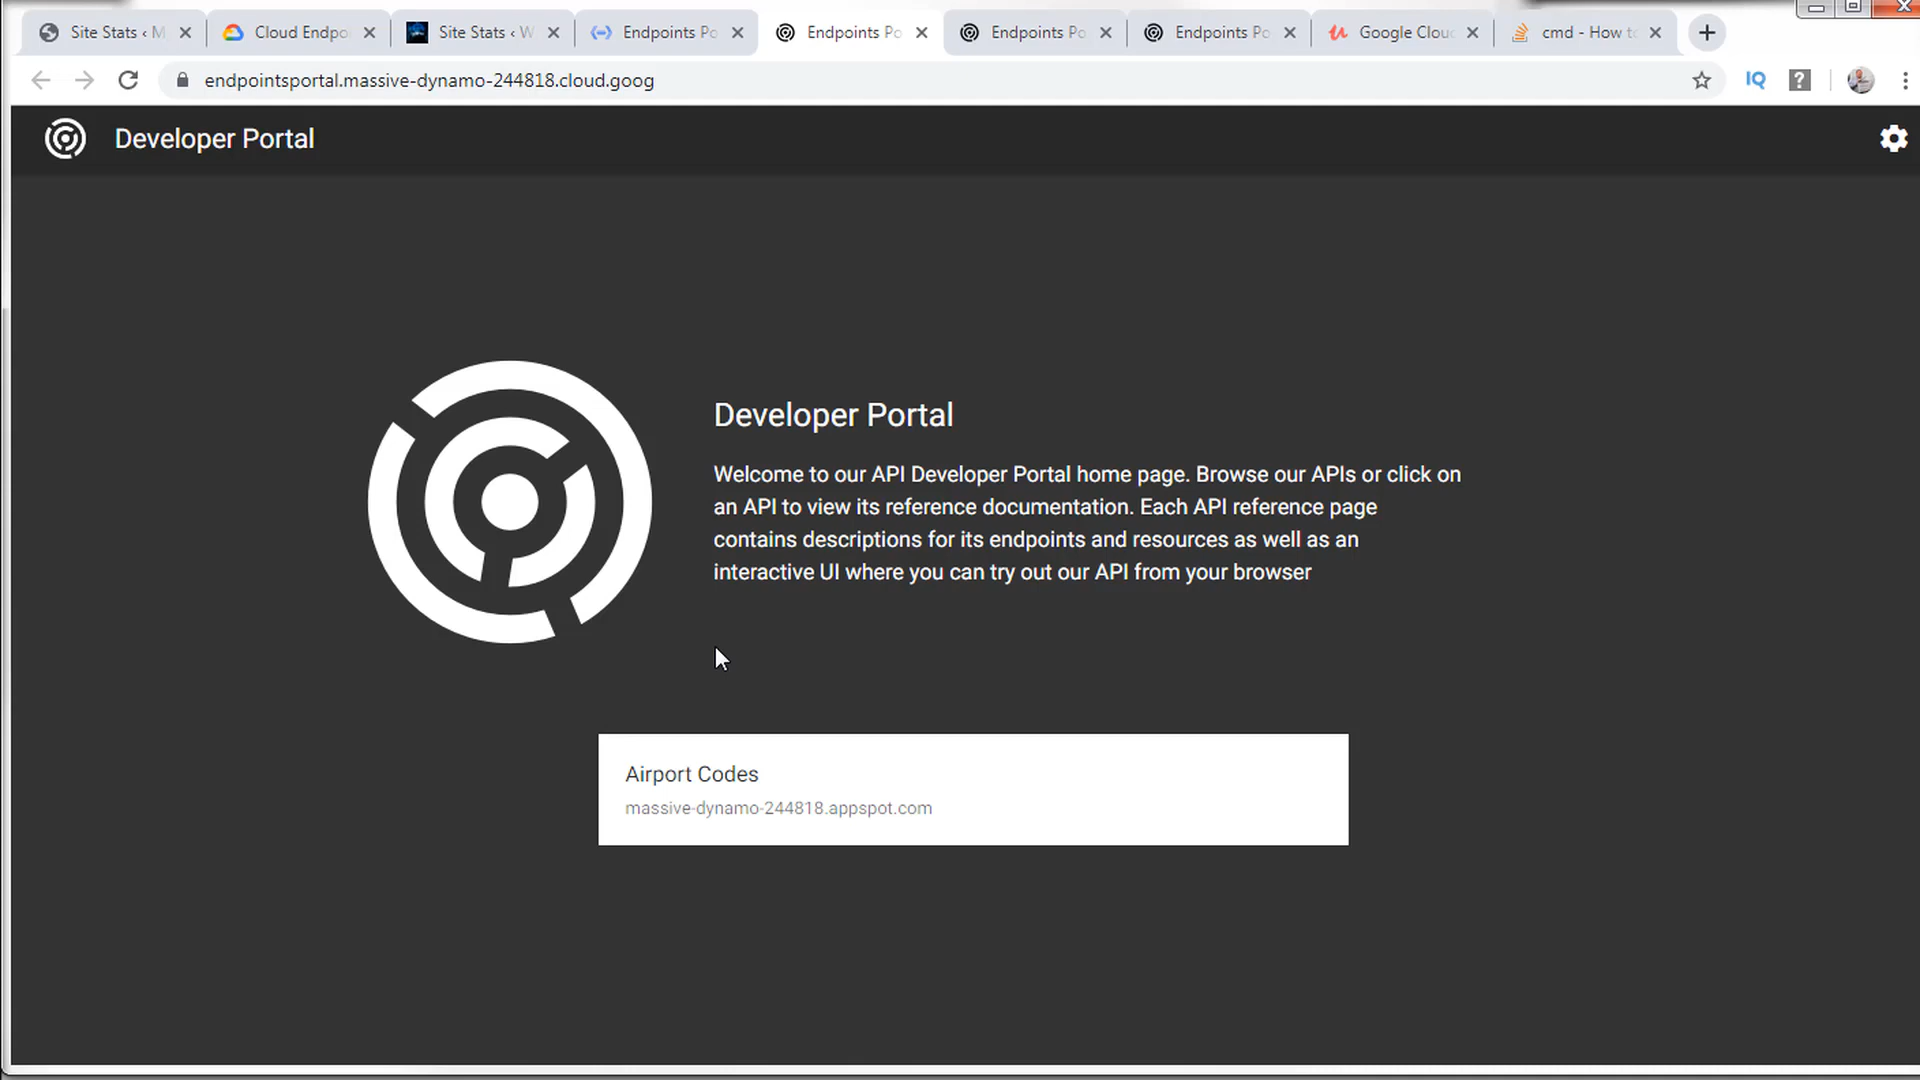 Site Stats ‹ M
Cloud Endpo
Site Stats ‹ W
Endpoints Po
Endpoints Po
Endpoints Po
Endpoints Po
Google Clou
cmd - How to
endpointsportal.massive-dynamo-244818.cloud.goog
IQ
?
Developer Portal
Developer Portal
Welcome to our API Developer Portal home page. Browse our APIs or click on
an API to view its reference documentation. Each API reference page
contains descriptions for its endpoints and resources as well as an
interactive UI where you can try out our API from your browser
Airport Codes
massive-dynamo-244818.appspot.com